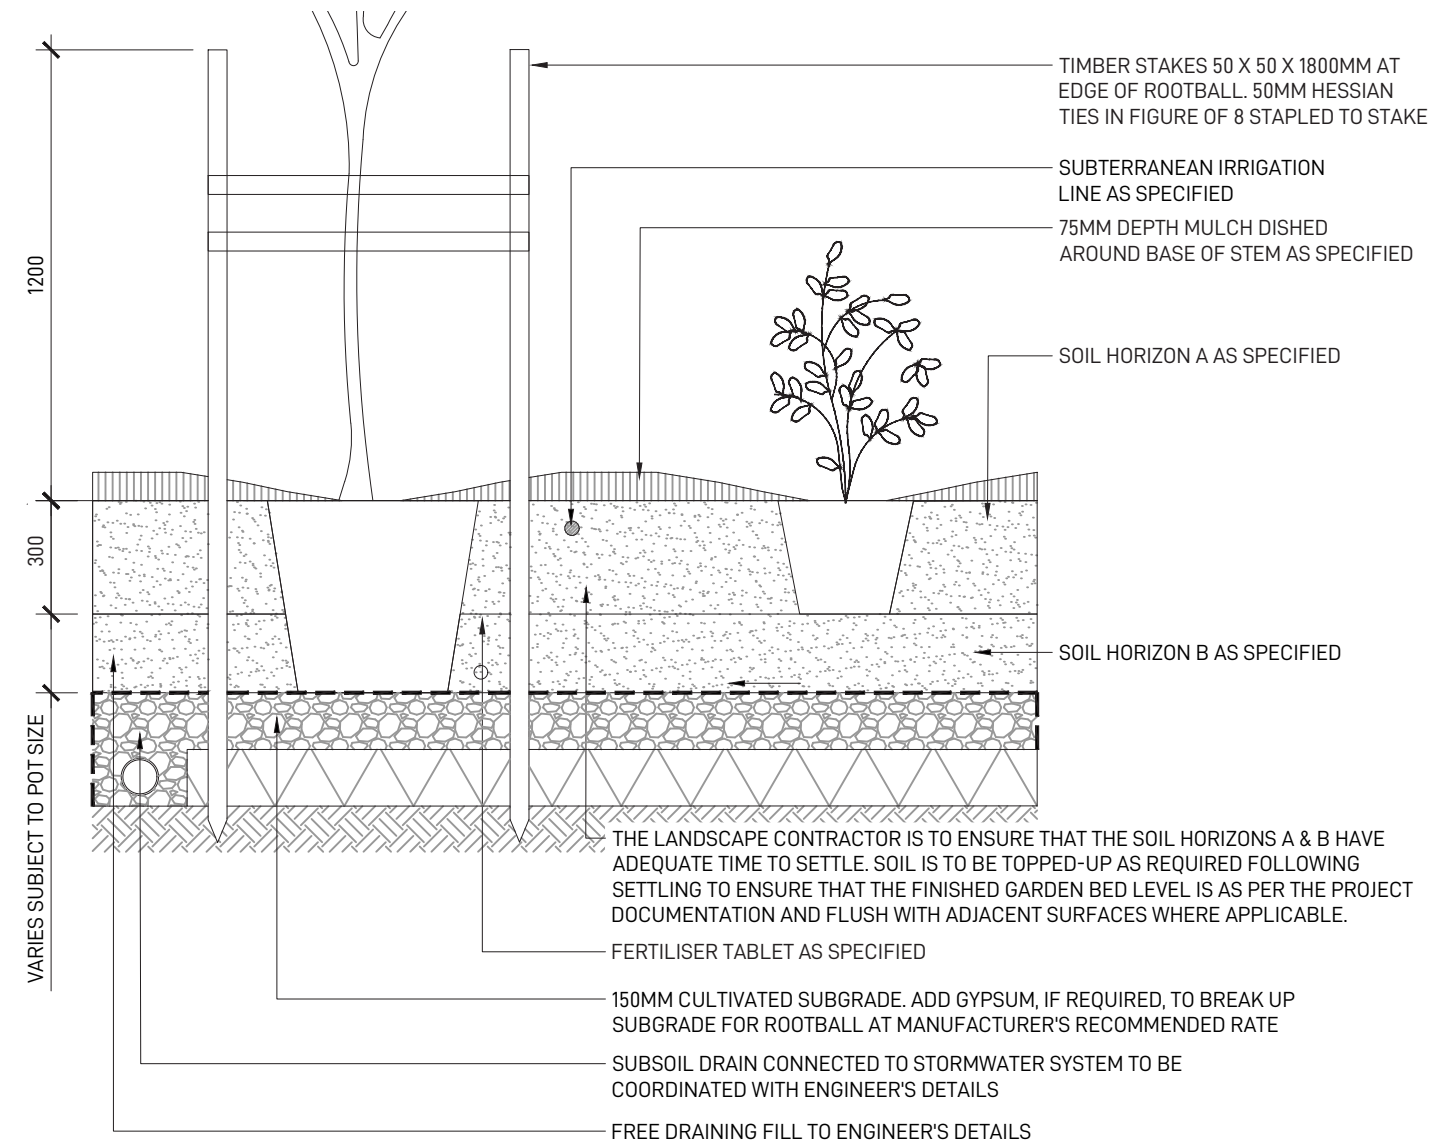 TIMBER STAKES 50 X 50 X 1800MM AT
EDGE OF ROOTBALL. 50MM HESSIAN
TIES IN FIGURE OF 8 STAPLED TO STAKE
SUBTERRANEAN IRRIGATION
LINE AS SPECIFIED
75MM DEPTH MULCH DISHED
AROUND BASE OF STEM AS SPECIFIED
1200
SOIL HORIZON A AS SPECIFIED
300
SOIL HORIZON B AS SPECIFIED
VARIES SUBJECT TO POT SIZE
THE LANDSCAPE CONTRACTOR IS TO ENSURE THAT THE SOIL HORIZONS A & B HAVE
ADEQUATE TIME TO SETTLE. SOIL IS TO BE TOPPED-UP AS REQUIRED FOLLOWING
SETTLING TO ENSURE THAT THE FINISHED GARDEN BED LEVEL IS AS PER THE PROJECT
DOCUMENTATION AND FLUSH WITH ADJACENT SURFACES WHERE APPLICABLE.
FERTILISER TABLET AS SPECIFIED
150MM CULTIVATED SUBGRADE. ADD GYPSUM, IF REQUIRED, TO BREAK UP
SUBGRADE FOR ROOTBALL AT MANUFACTURER'S RECOMMENDED RATE
SUBSOIL DRAIN CONNECTED TO STORMWATER SYSTEM TO BE
COORDINATED WITH ENGINEER'S DETAILS
FREE DRAINING FILL TO ENGINEER'S DETAILS